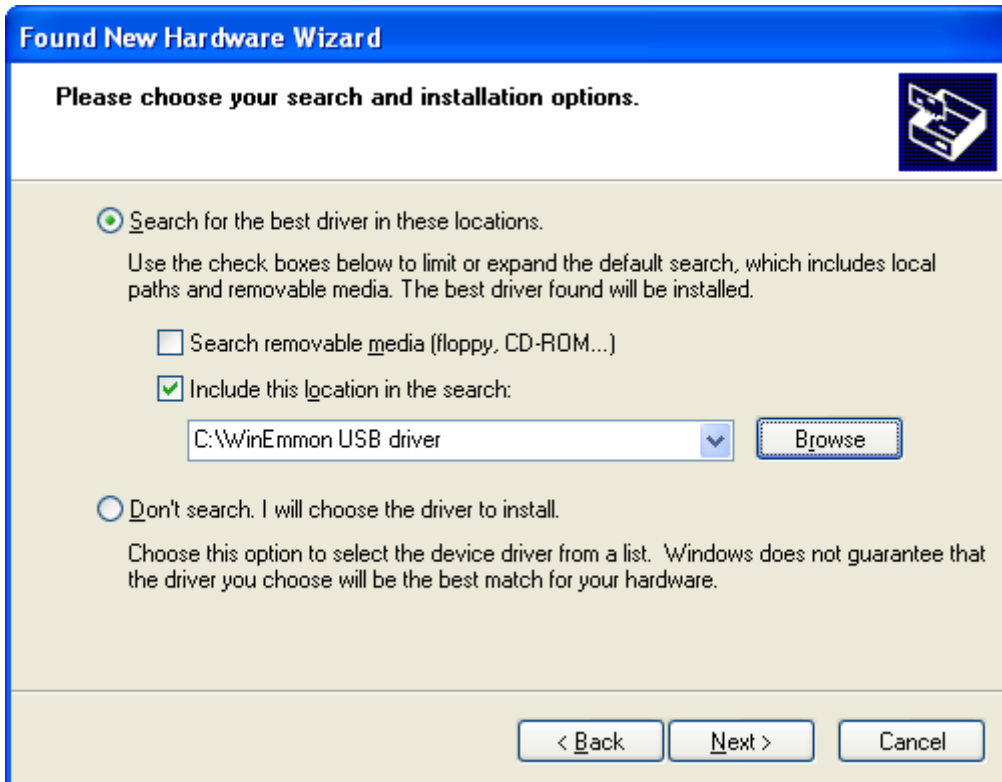 Found New Hardware Wizard
Please choose your search and installation options.
Search for the best driver in these locations.
Use the check boxes below to limit or expand the default search, which includes local
paths and removable media. The best driver found will be installed.
Search removable media (floppy, CD-ROM...)
Include this location in the search:
C:\WinEmmon USB driver
Browse
Don't search. I will choose the driver to install.
Choose this option to select the device driver from a list.  Windows does not guarantee that
the driver you choose will be the best match for your hardware.
< Back
Next >
Cancel